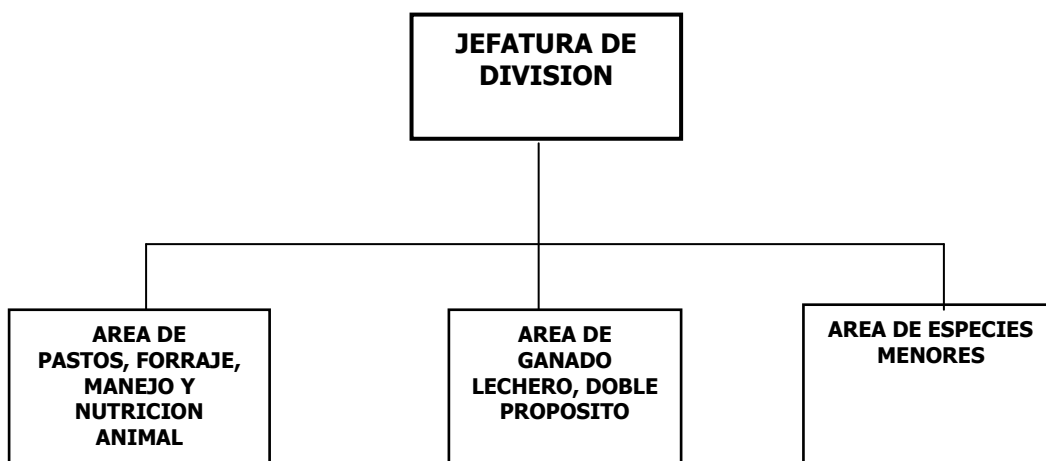 JEFATURA DE
DIVISION
AREA DE
PASTOS, FORRAJE,
MANEJO Y
NUTRICION
ANIMAL
AREA DE
GANADO
LECHERO, DOBLE
PROPOSITO
AREA DE ESPECIES
MENORES